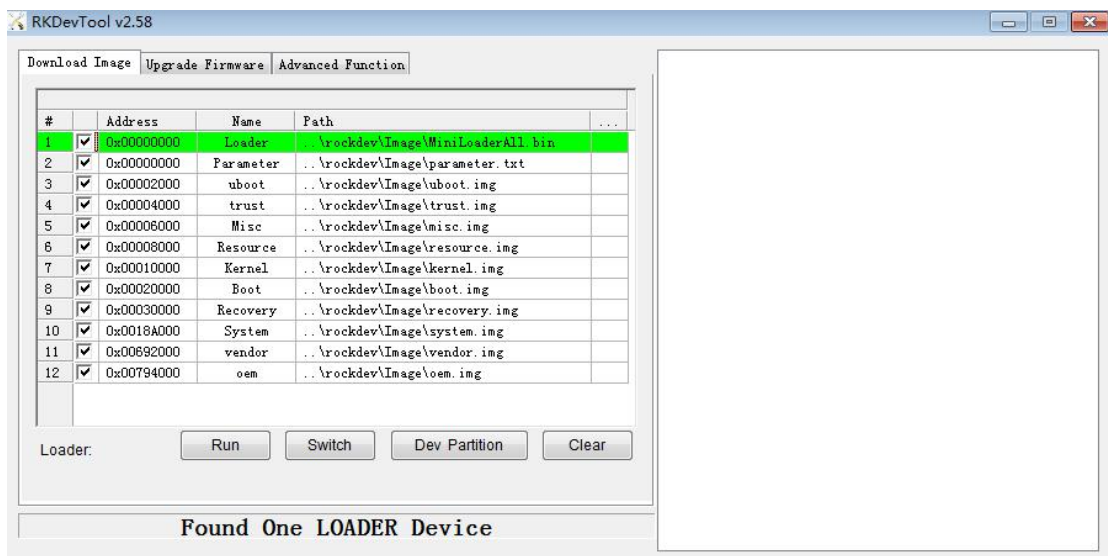 RKDevTool v2.58
Download Image Upgrade Firmware Advanced Function
# Address Name Path ...
1 0x00000000 Loader ..\rockdev\Image\MiniLoaderAll.bin
2 0x00000000 Parameter ..\rockdev\Image\parameter.txt
3 0x00002000 uboot ..\rockdev\Image\uboot.img
4 0x00004000 trust ..\rockdev\Image\trust.img
5 0x00006000 Misc ..\rockdev\Image\misc.img
6 0x00008000 Resource ..\rockdev\Image\resource.img
7 0x00010000 Kernel ..\rockdev\Image\kernel.img
8 0x00020000 Boot ..\rockdev\Image\boot.img
9 0x00030000 Recovery ..\rockdev\Image\recovery.img
10 0x0018A000 System ..\rockdev\Image\system.img
11 0x00692000 vendor ..\rockdev\Image\vendor.img
12 0x00794000 oem ..\rockdev\Image\oem.img
Loader: Run Switch Dev Partition Clear
Found One LOADER Device